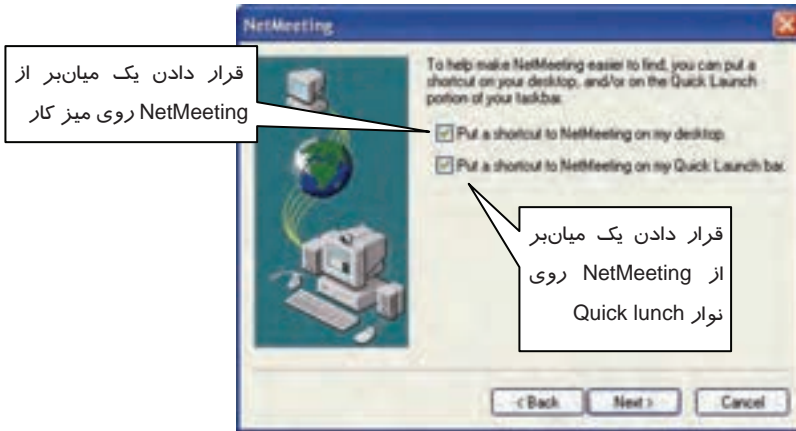 NetMeeting
To help make NetMeeting easier to find, you can put a
shortcut on your desktop, and/or on the Quick Launch
portion of your taskbar.
Put a shortcut to NetMeeting on my desktop
Put a shortcut to NetMeeting on my Quick Launch bar.
قرار دادن یک میان‌بر از
NetMeeting روی میز کار
قرار دادن یک میان‌بر
از NetMeeting روی
نوار Quick lunch
< Back
Next >
Cancel